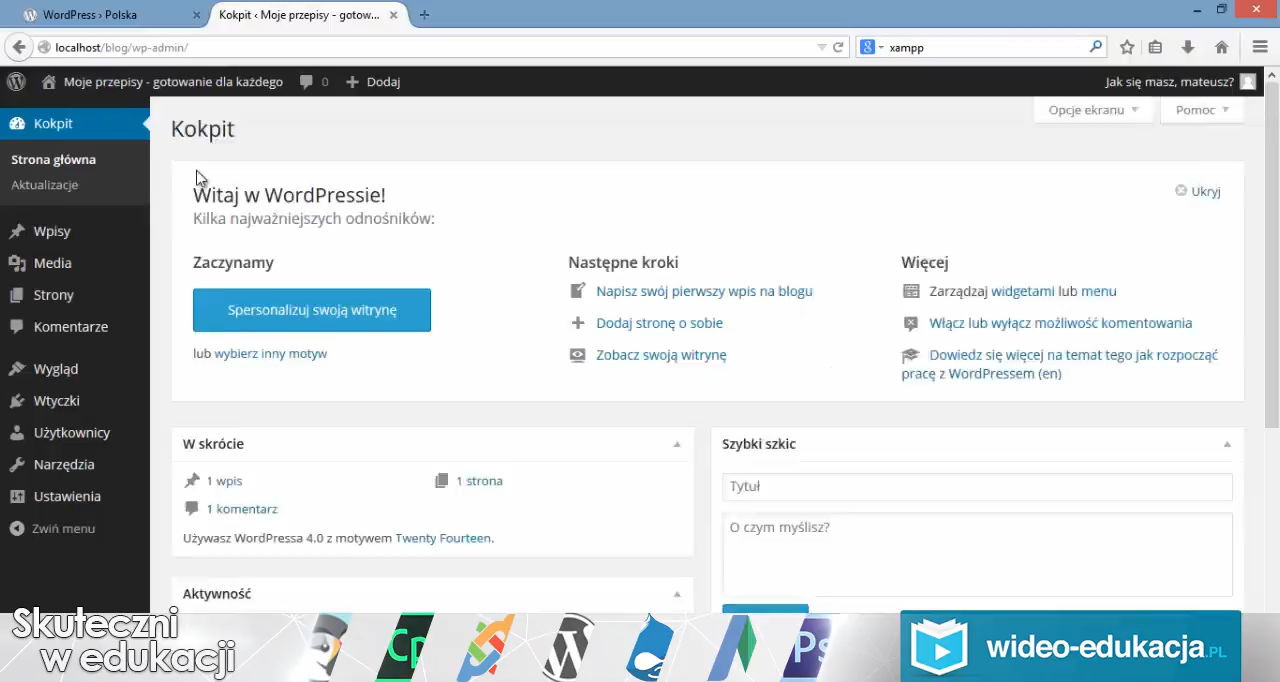 WordPress › Polska
Kokpit ‹ Moje przepisy - gotow...
localhost/blog/wp-admin/
xampp
Moje przepisy - gotowanie dla każdego
0
Dodaj
Jak się masz, mateusz?
Kokpit
Strona główna
Aktualizacje
Wpisy
Media
Strony
Komentarze
Wygląd
Wtyczki
Użytkownicy
Narzędzia
Ustawienia
Zwiń menu
Kokpit
Opcje ekranu
Pomoc
Witaj w WordPressie!
Kilka najważniejszych odnośników:
Ukryj
Zaczynamy
Spersonalizuj swoją witrynę
lub wybierz inny motyw
Następne kroki
Napisz swój pierwszy wpis na blogu
Dodaj stronę o sobie
Zobacz swoją witrynę
Więcej
Zarządzaj widgetami lub menu
Włącz lub wyłącz możliwość komentowania
Dowiedz się więcej na temat tego jak rozpocząć
pracę z WordPressem (en)
W skrócie
1 wpis
1 strona
1 komentarz
Używasz WordPressa 4.0 z motywem Twenty Fourteen.
Aktywność
Szybki szkic
Tytuł
O czym myślisz?
Skuteczni
w edukacji
Cp
Ps
wideo-edukacja.PL